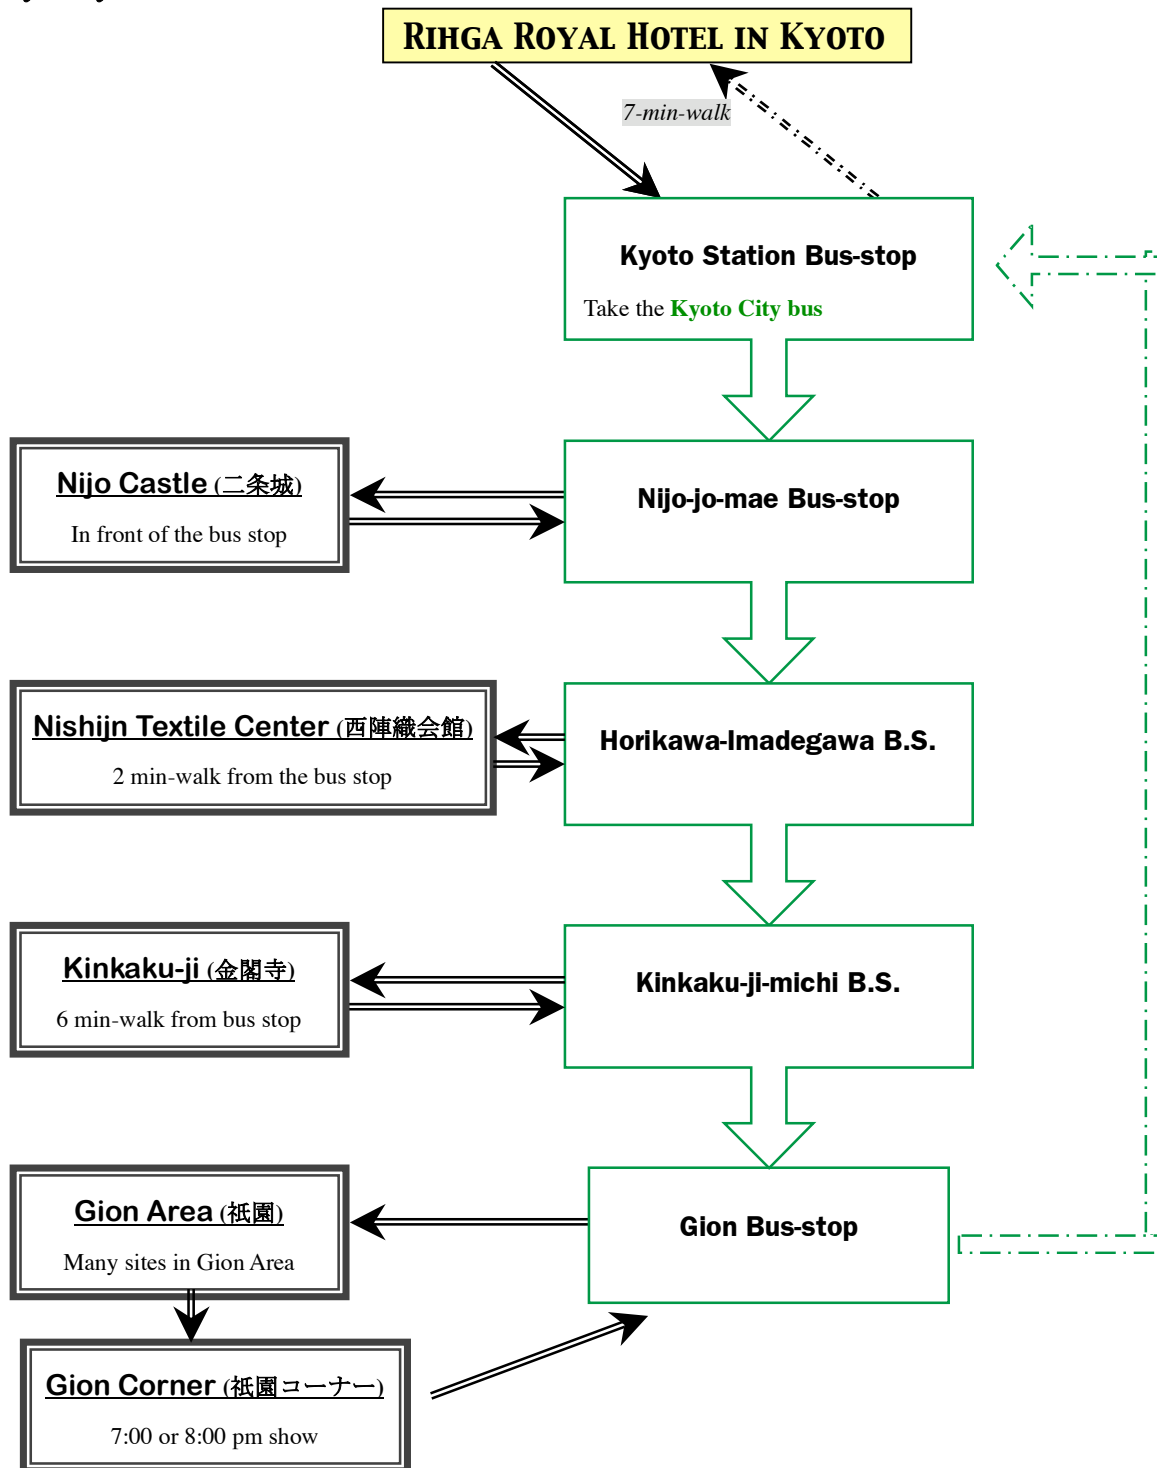 RIHGA ROYAL HOTEL IN KYOTO
7-min-walk
Kyoto Station Bus-stop
Take the Kyoto City bus
Nijo Castle (二条城)
In front of the bus stop
Nijo-jo-mae Bus-stop
Nishijn Textile Center (西陣織会館)
2 min-walk from the bus stop
Horikawa-Imadegawa B.S.
Kinkaku-ji (金閣寺)
6 min-walk from bus stop
Kinkaku-ji-michi B.S.
Gion Area (祇園)
Many sites in Gion Area
Gion Bus-stop
Gion Corner (祇園コーナー)
7:00 or 8:00 pm show